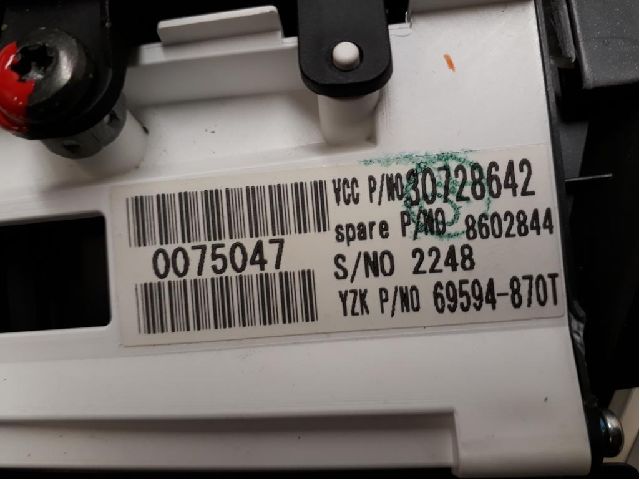 VCC P/NO 30728642
spare P/NO 8602844
0075047
S/NO 2248
YZK P/NO 69594-870T